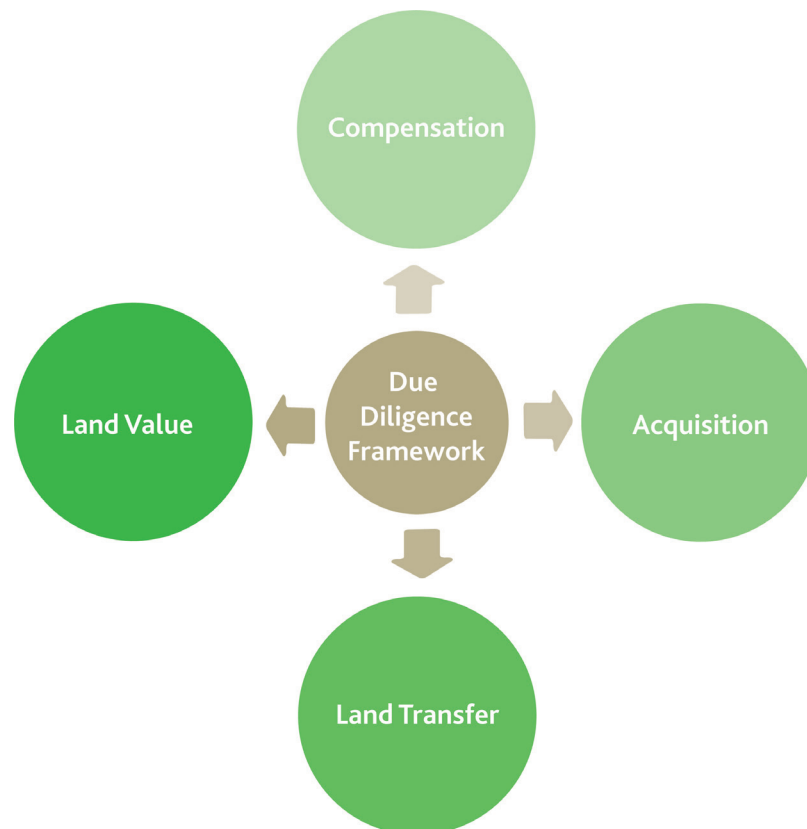 Compensation
Due
Diligence
Framework
Land Value
Acquisition
Land Transfer